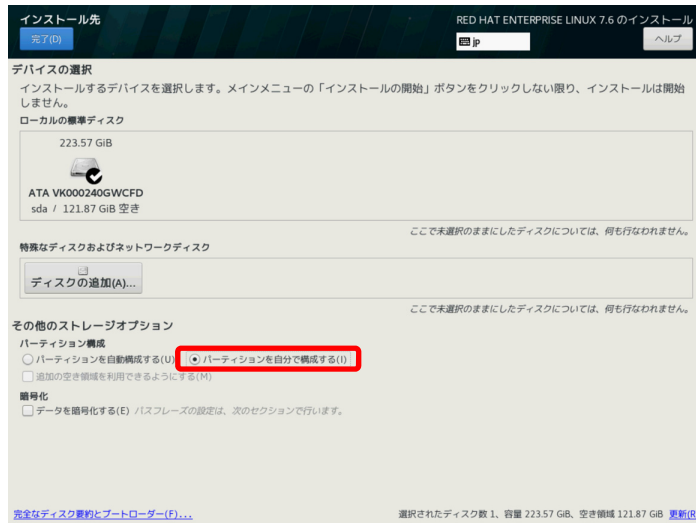 インストール先
RED HAT ENTERPRISE LINUX 7.6 のインストール
完了(D)
jp
ヘルプ
デバイスの選択
インストールするデバイスを選択します。メインメニューの「インストールの開始」ボタンをクリックしない限り、インストールは開始
しません。
ローカルの標準ディスク
223.57 GiB
ATA VK000240GWCFD
sda / 121.87 GiB 空き
ここで未選択のままにしたディスクについては、何も行なわれません。
特殊なディスクおよびネットワークディスク
ディスクの追加(A)...
ここで未選択のままにしたディスクについては、何も行なわれません。
その他のストレージオプション
パーティション構成
パーティションを自動構成する(U) パーティションを自分で構成する(I)
追加の空き領域を利用できるようにする(M)
暗号化
データを暗号化する(E) パスフレーズの設定は、次のセクションで行います。
完全なディスク要約とブートローダー(F)...
選択されたディスク数 1、容量 223.57 GiB、空き領域 121.87 GiB 更新(R